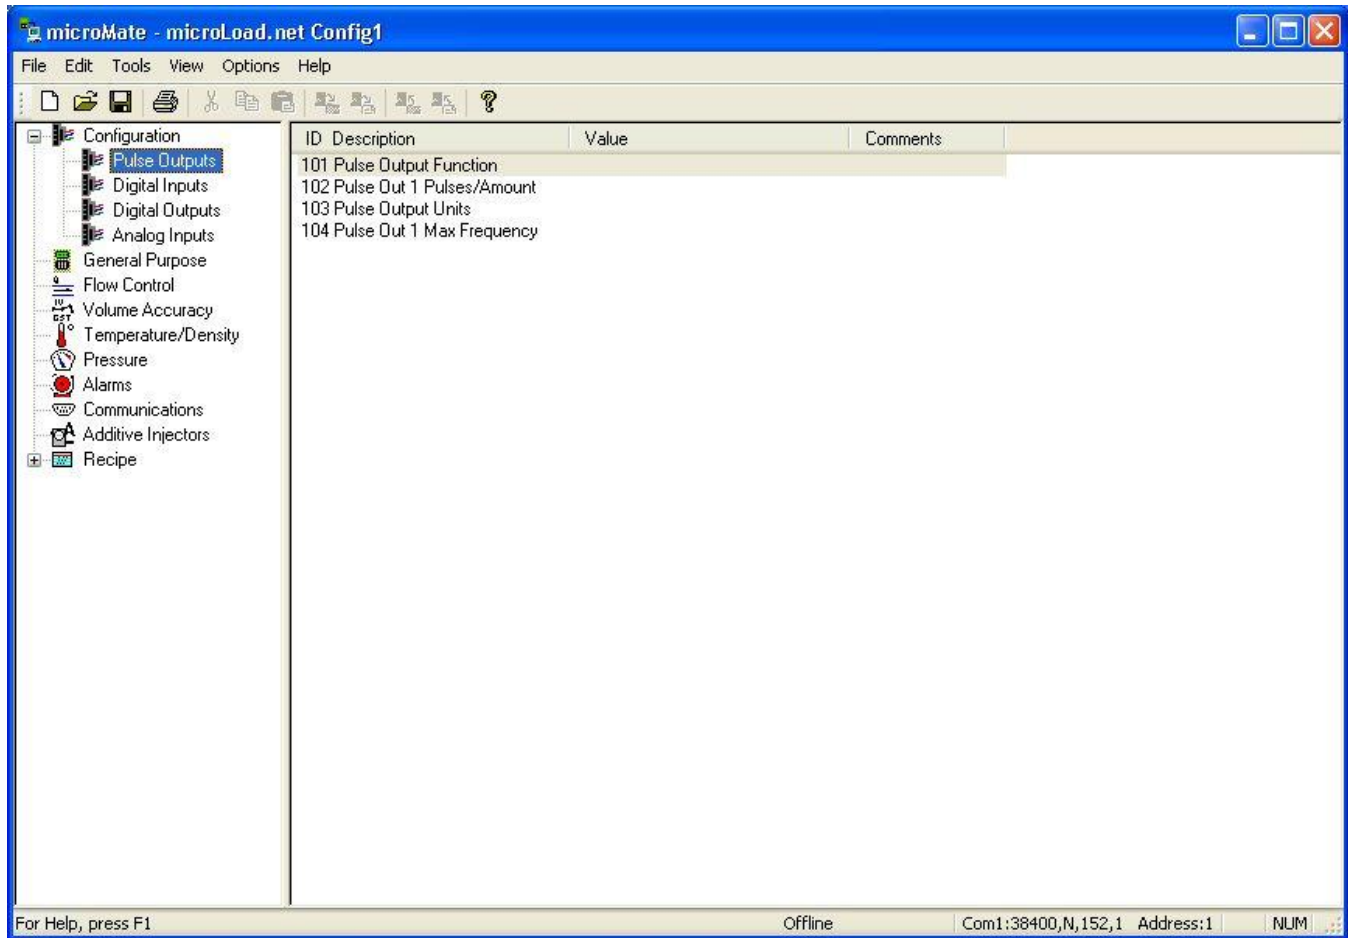 microMate - microLoad.net Config1
File Edit Tools View Options Help
Configuration
Pulse Outputs
Digital Inputs
Digital Outputs
Analog Inputs
General Purpose
Flow Control
Volume Accuracy
Temperature/Density
Pressure
Alarms
Communications
Additive Injectors
Recipe
ID Description Value Comments
101 Pulse Output Function
102 Pulse Out 1 Pulses/Amount
103 Pulse Output Units
104 Pulse Out 1 Max Frequency
For Help, press F1 Offline Com1:38400,N,152,1 Address:1 NUM